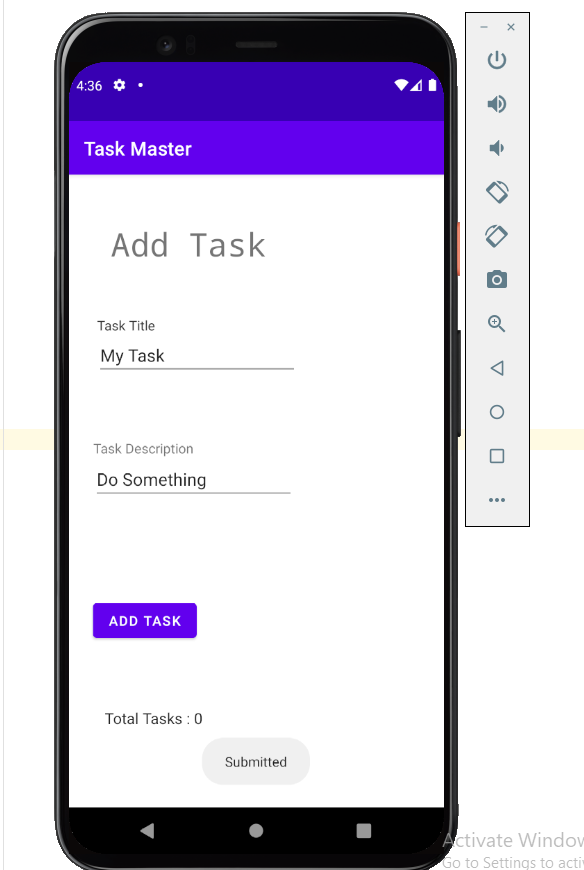 4:36
Task Master
Add Task
Task Title
My Task
Task Description
Do Something
ADD TASK
Total Tasks : 0
Submitted
Activate Window
Go to Settings to activ